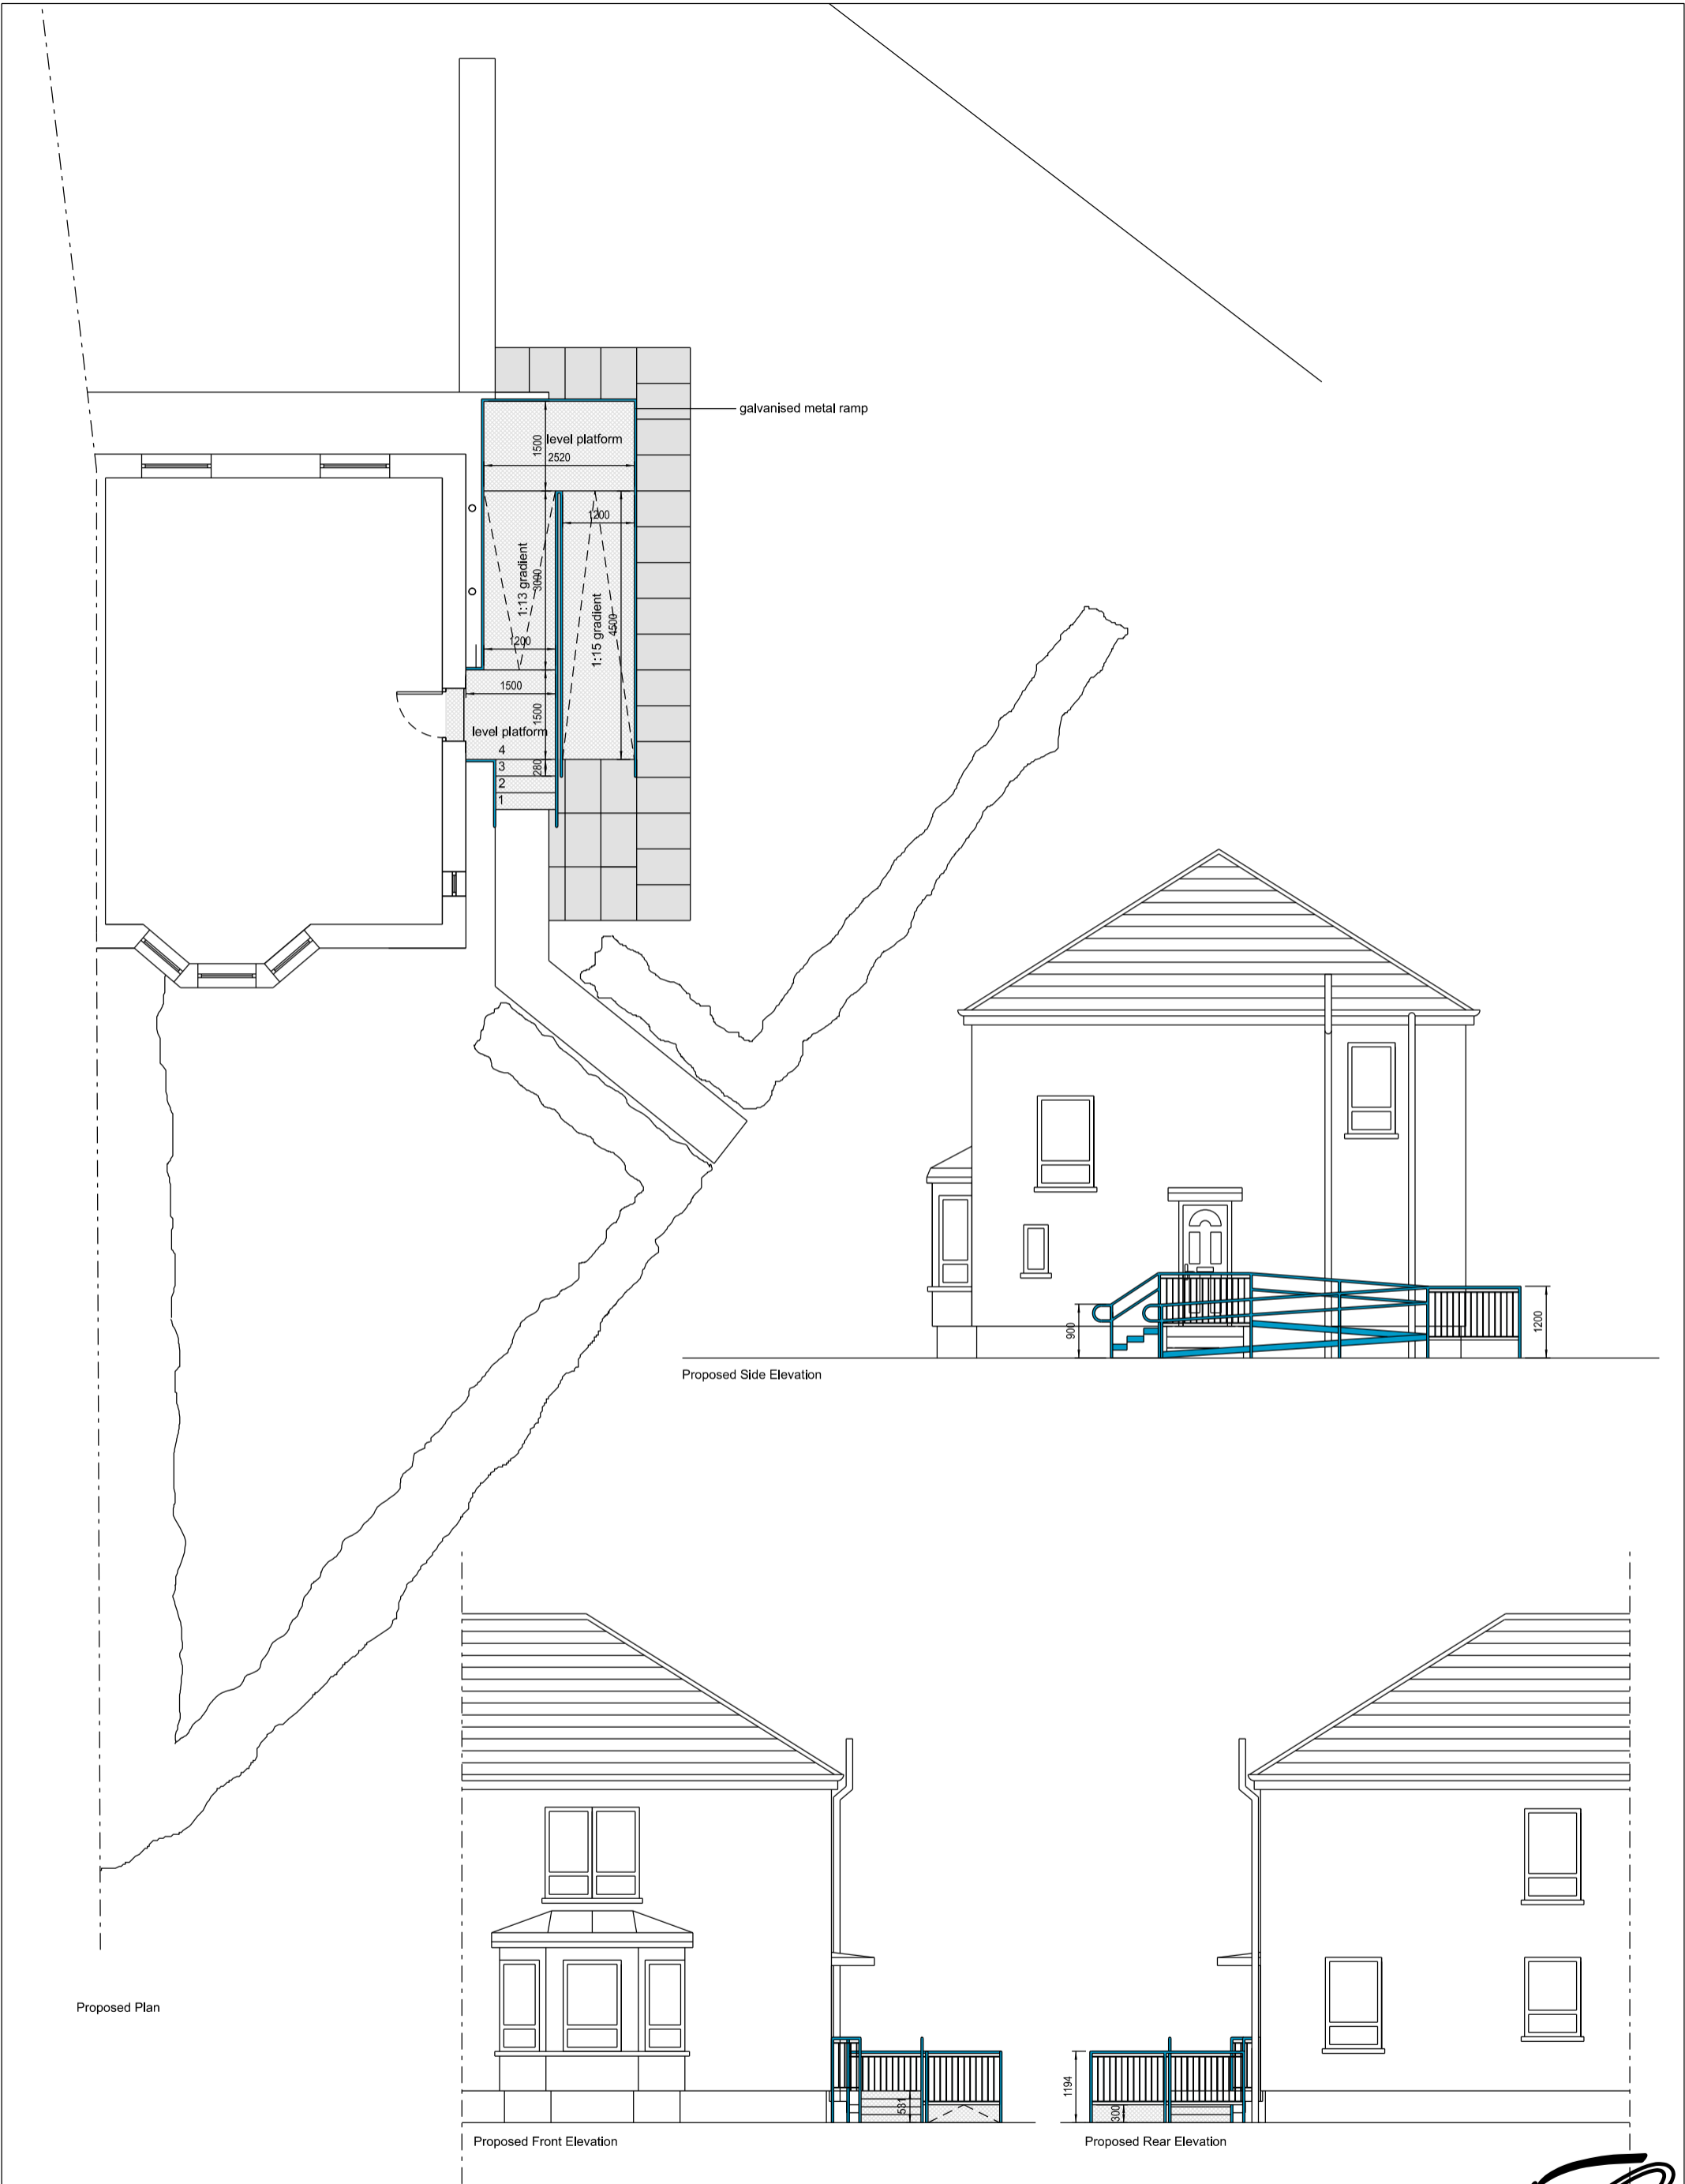 galvanised metal ramp
level platform
1500
2520
1200
1:13 gradient
3000
1:15 gradient
4500
1200
1500
1500
level platform
4
3
280
2
1
900
1200
Proposed Side Elevation
Proposed Plan
531
1194
300
Proposed Front Elevation
Proposed Rear Elevation